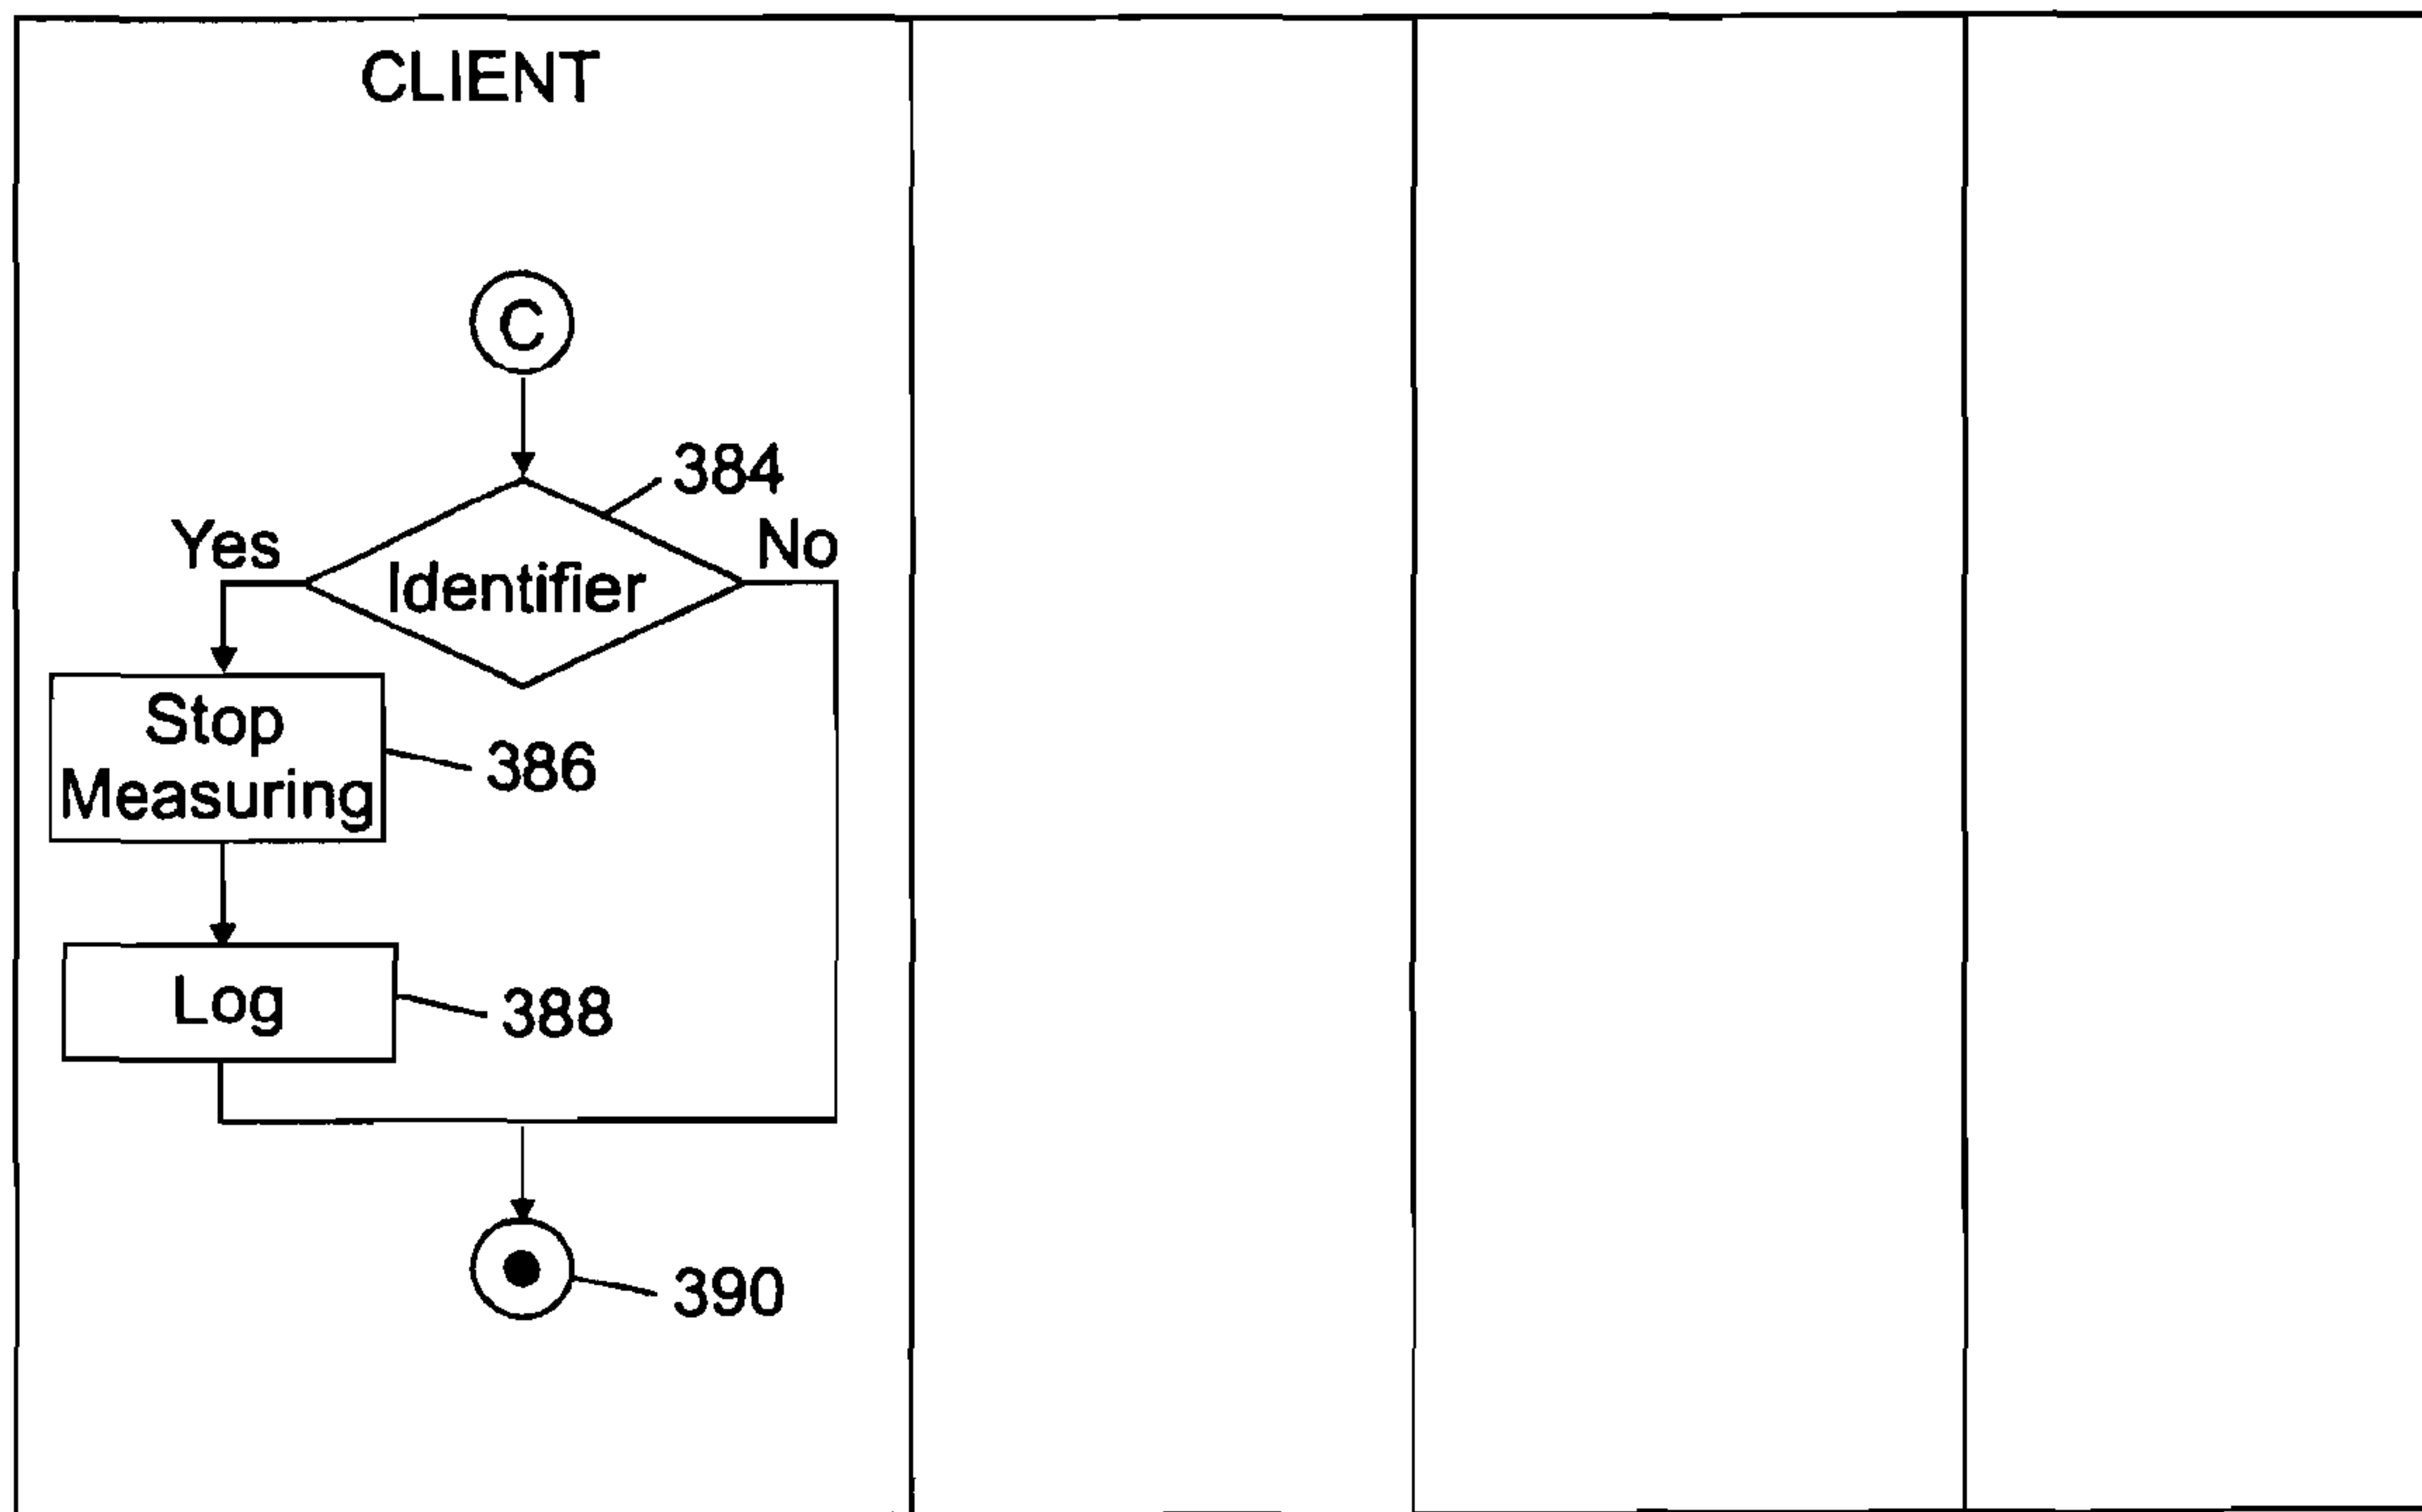 CLIENT
C
384
Yes
No
Identifier
Stop
Measuring
386
Log
388
390